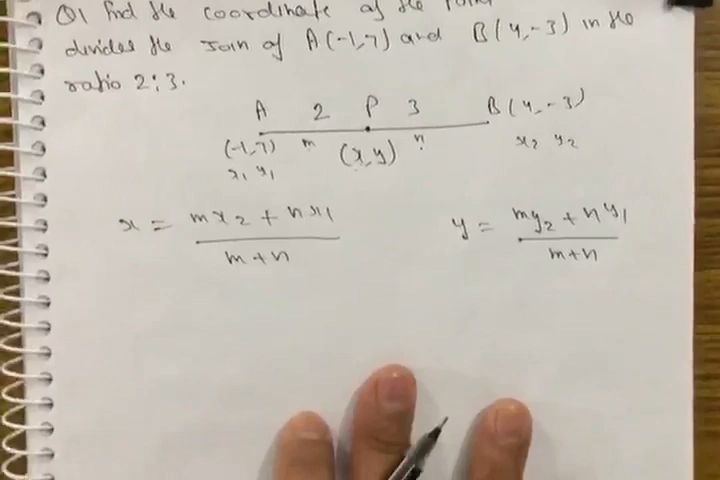 Q1 find the coordinate of the point
divides the Join of A(-1,7) and B(4,-3) in the
ratio 2:3.
A 2 P 3 B(4,-3)
(-1,7) m (x,y) n x2 y2
x1 y1
x = mx2 + nx1 / m+n y = my2 + ny1 / m+n